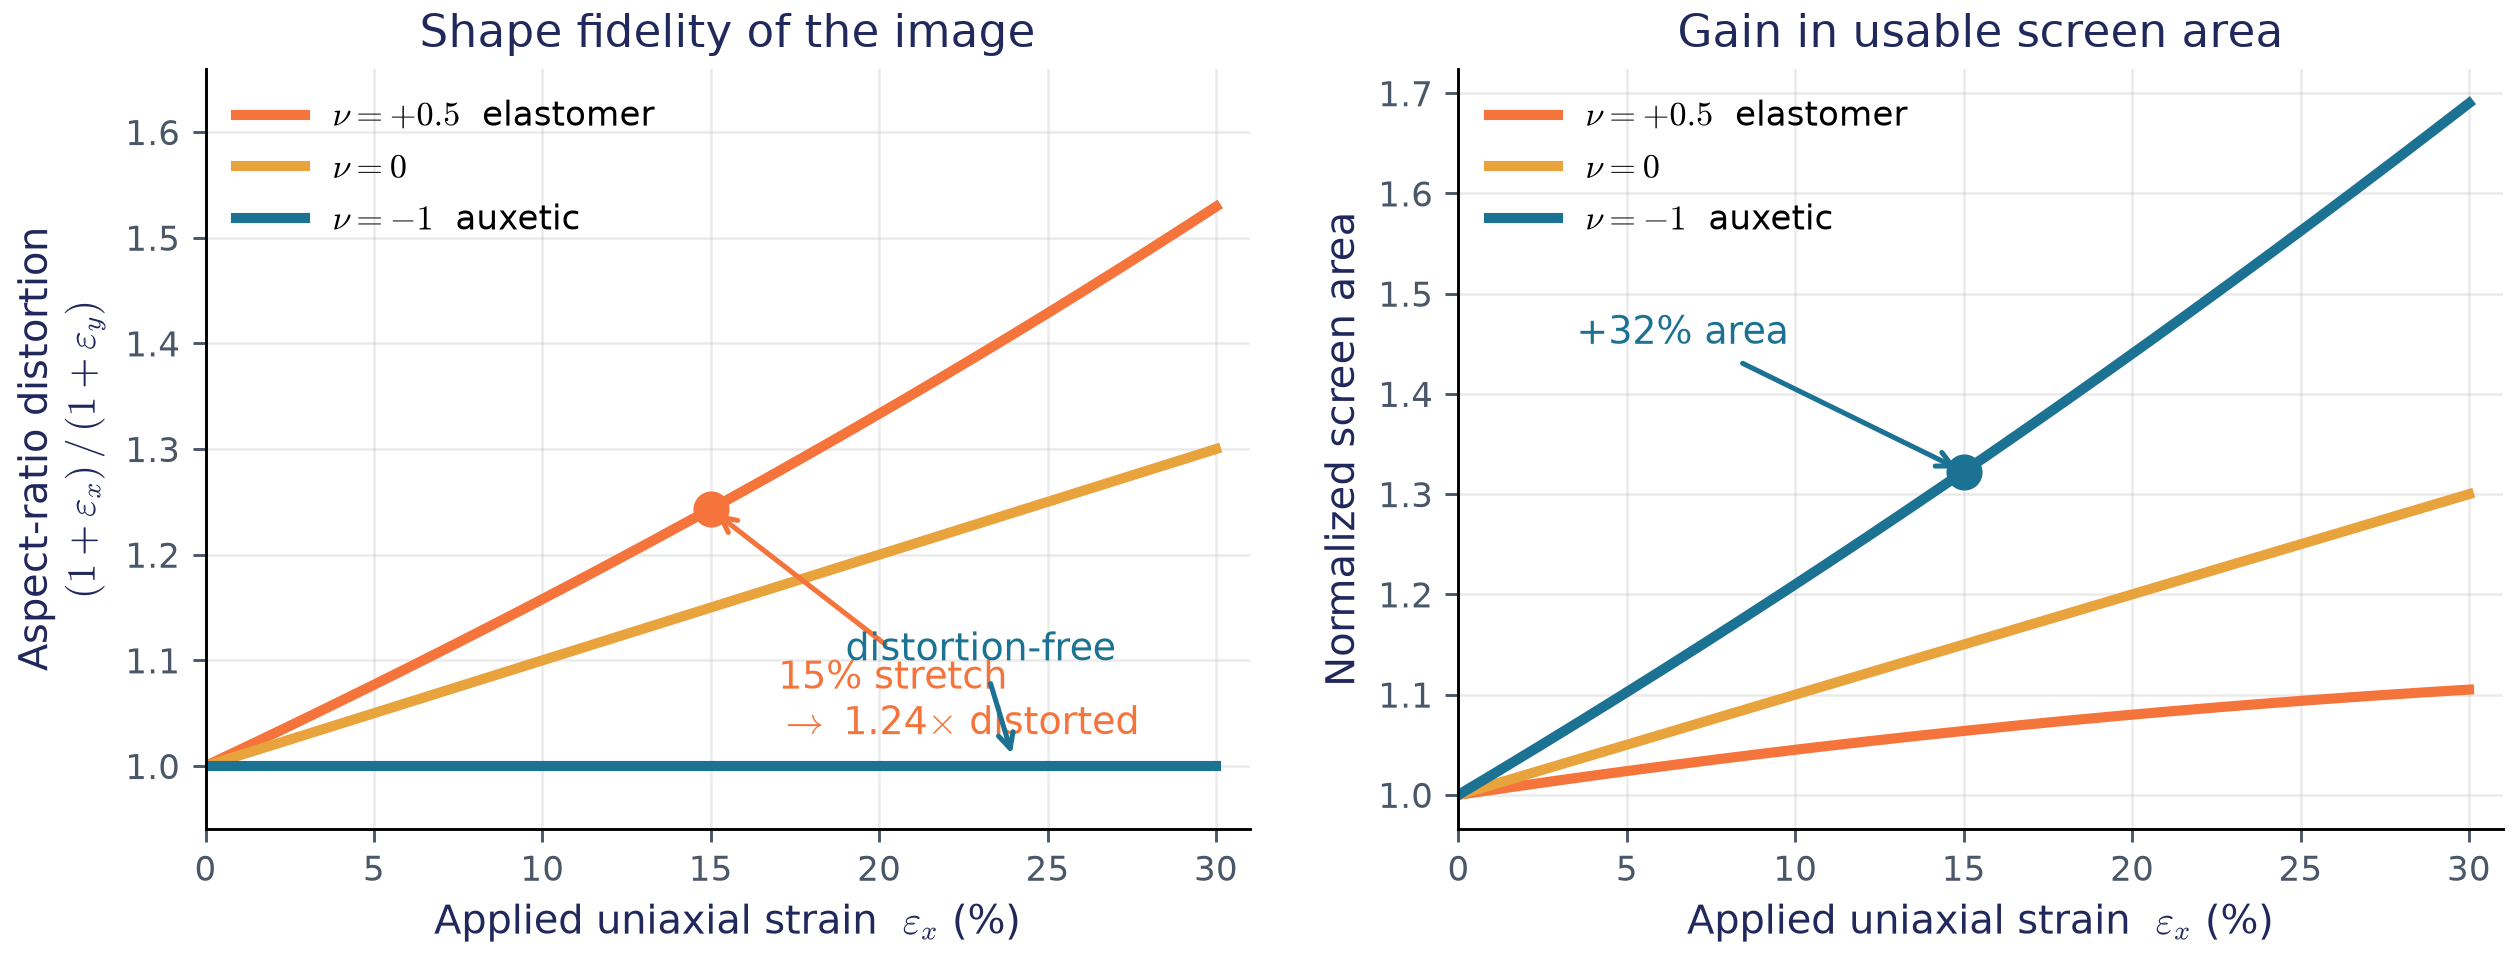 Shape fidelity of the image
ν = +0.5 elastomer
ν = 0
ν = −1 auxetic
Aspect-ratio distortion
(1 + εx) / (1 + εy)
1.6
1.5
1.4
1.3
1.2
1.1
1.0
distortion-free
15% stretch
→ 1.24× distorted
0 5 10 15 20 25 30
Applied uniaxial strain εx (%)
Gain in usable screen area
ν = +0.5 elastomer
ν = 0
ν = −1 auxetic
Normalized screen area
1.7
1.6
1.5
1.4
1.3
1.2
1.1
1.0
+32% area
0 5 10 15 20 25 30
Applied uniaxial strain εx (%)